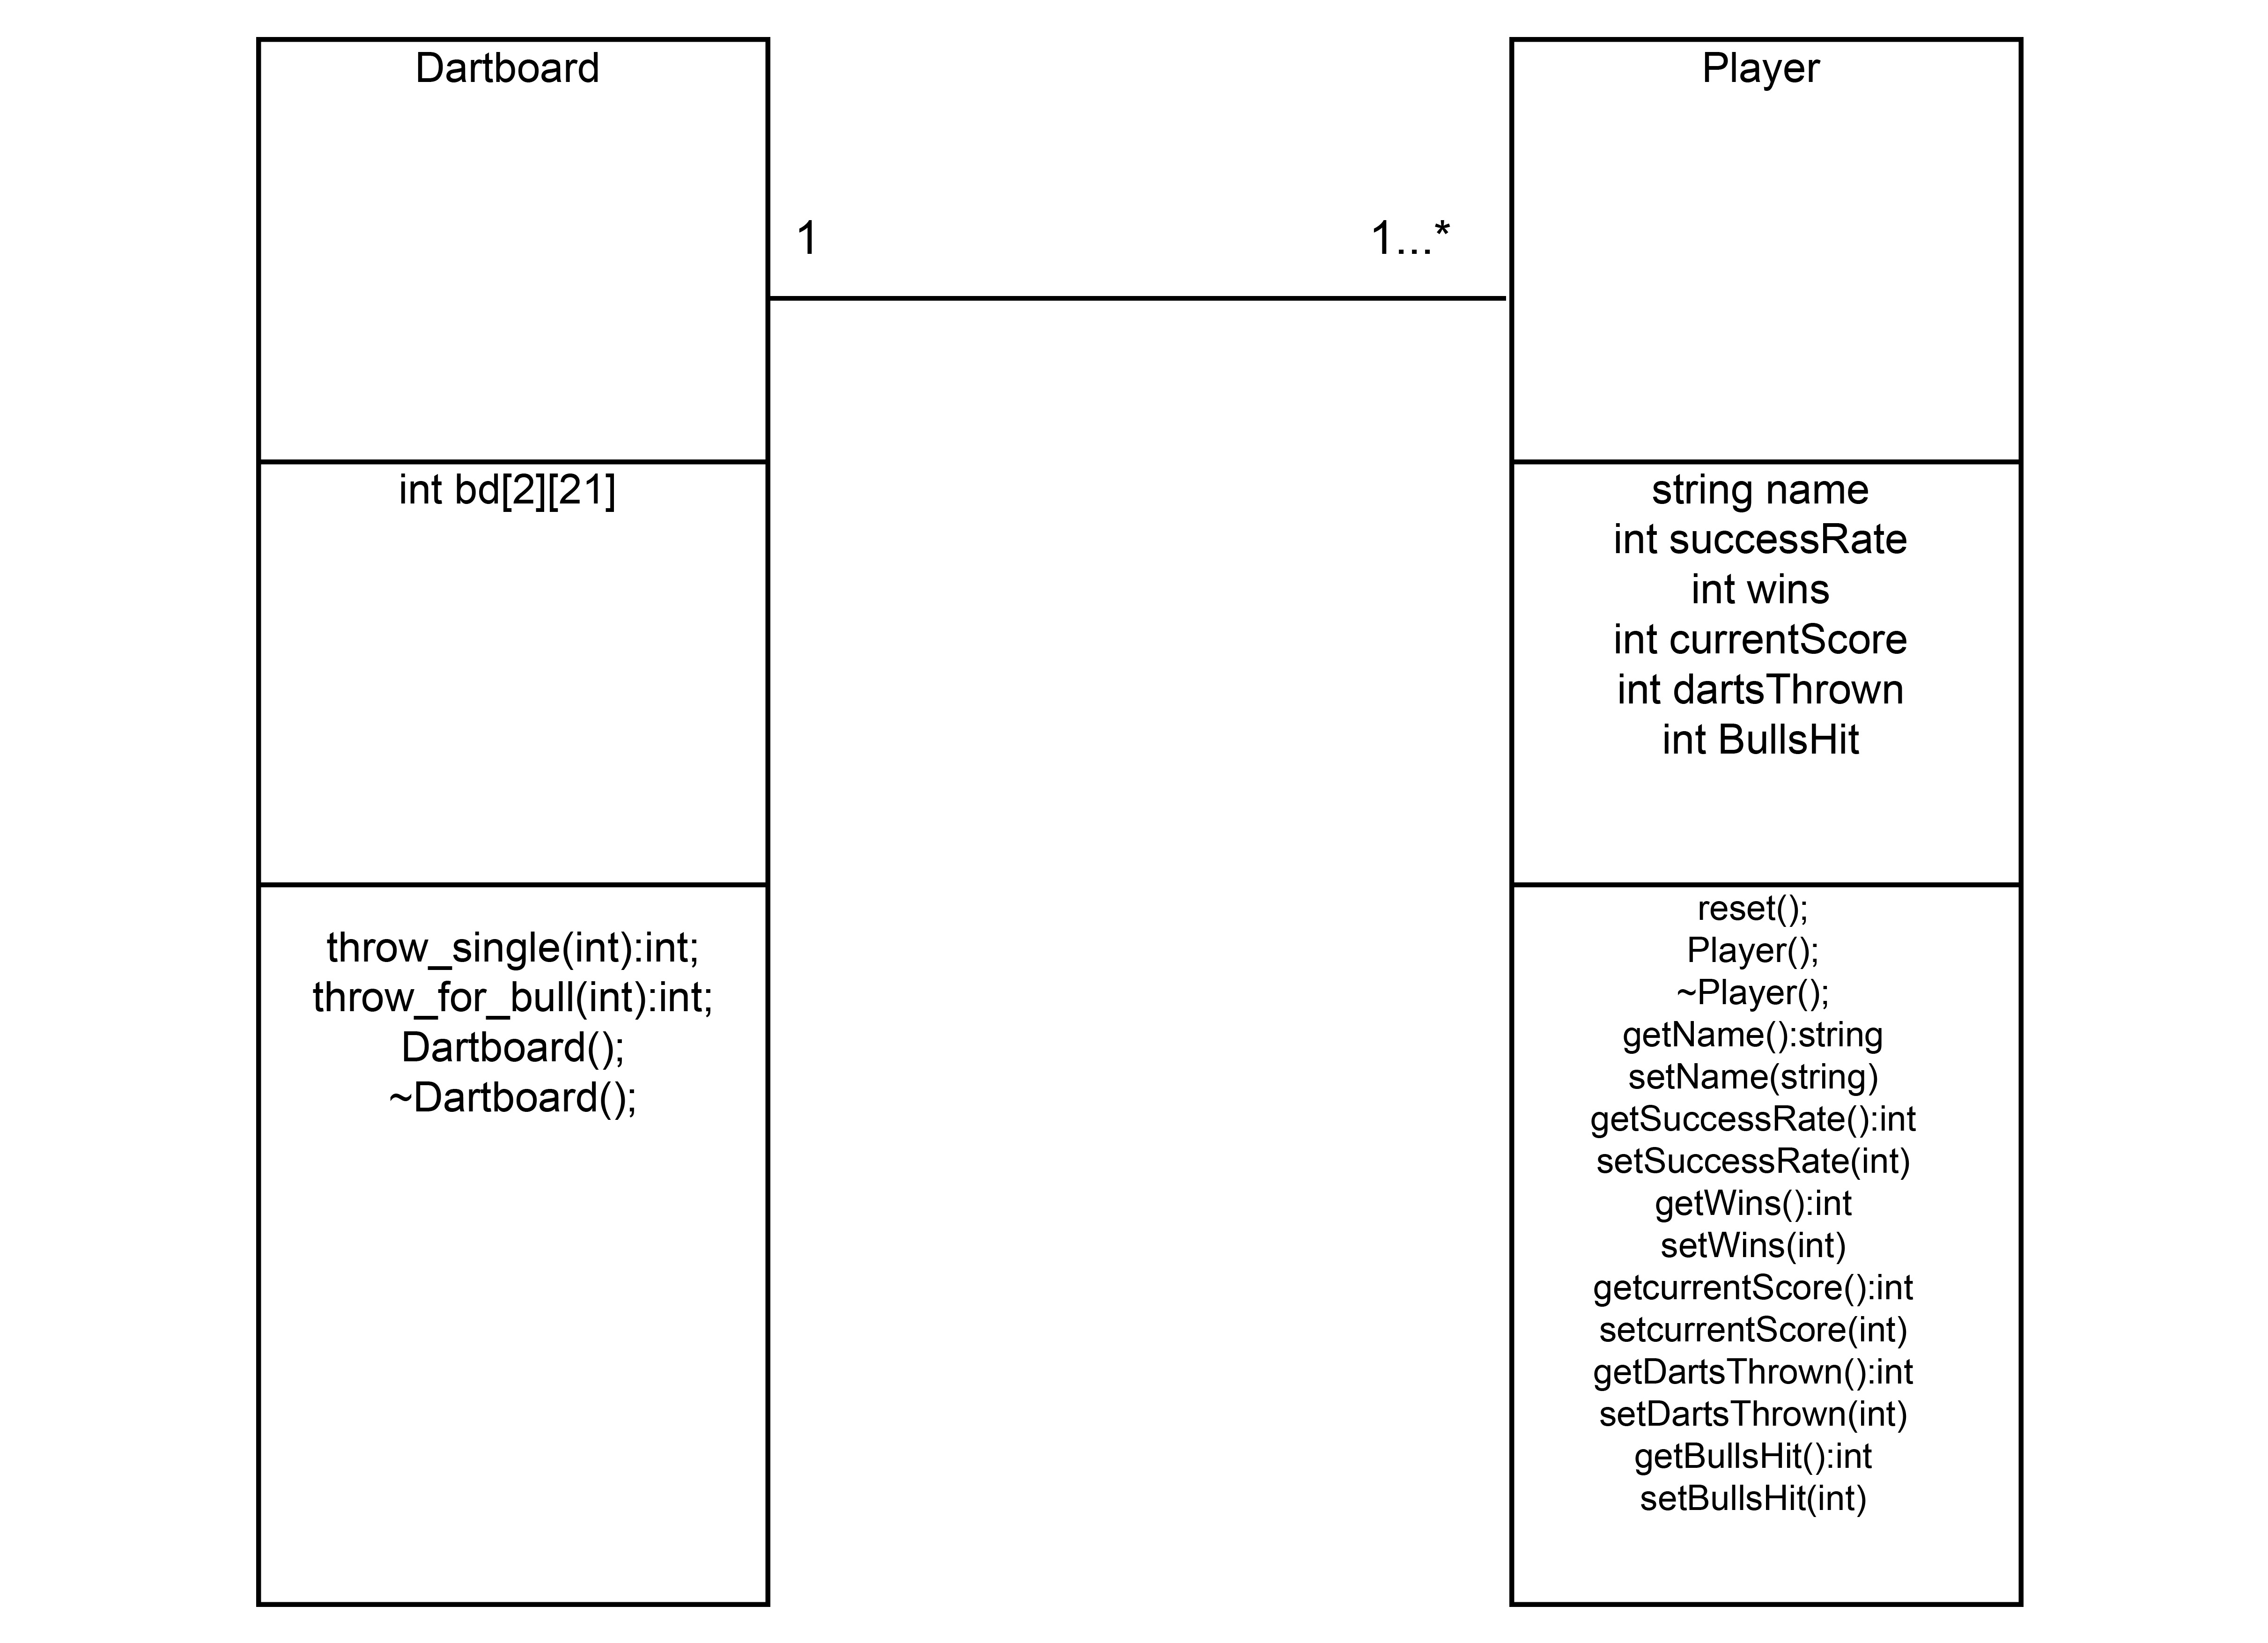 Dartboard
int bd[2][21]
throw_single(int):int;
throw_for_bull(int):int;
Dartboard();
~Dartboard();
1
1...*
Player
string name
int successRate
int wins
int currentScore
int dartsThrown
int BullsHit
reset();
Player();
~Player();
getName():string
setName(string)
getSuccessRate():int
setSuccessRate(int)
getWins():int
setWins(int)
getcurrentScore():int
setcurrentScore(int)
getDartsThrown():int
setDartsThrown(int)
getBullsHit():int
setBullsHit(int)